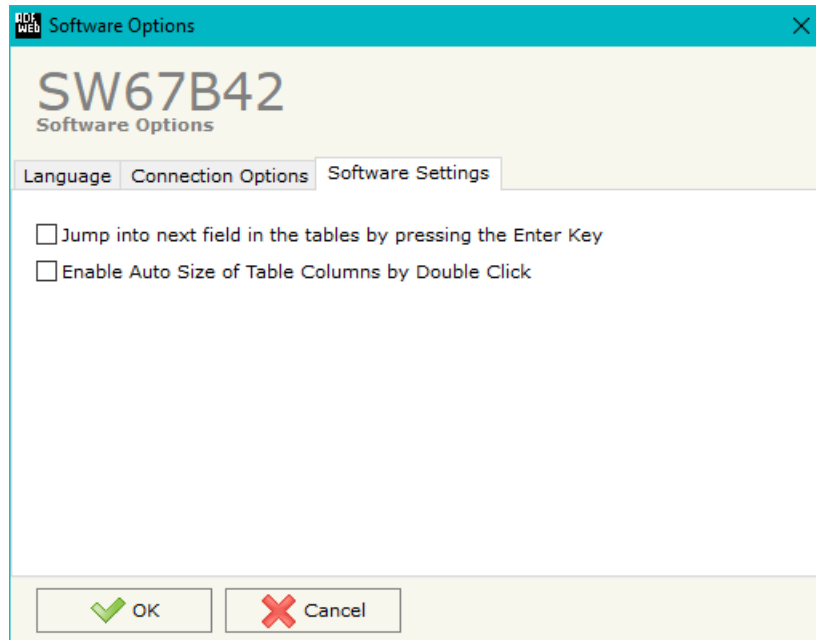 ADF
WEB
Software Options
SW67B42
Software Options
Language Connection Options Software Settings
Jump into next field in the tables by pressing the Enter Key
Enable Auto Size of Table Columns by Double Click
OK Cancel